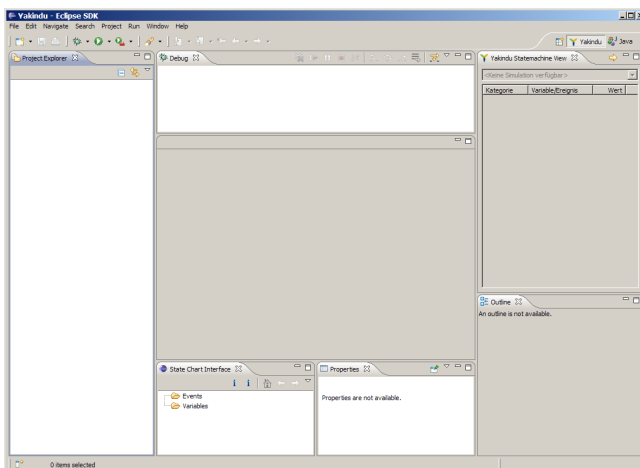 Yakindu - Eclipse SDK
File Edit Navigate Search Project Run Window Help
Yakindu Java
Project Explorer
Debug
Yakindu Statemachine View
<Keine Simulation verfügbar>
Kategorie Variable/Ereignis Wert
Outline
An outline is not available.
State Chart Interface
Properties
Events
Variables
Properties are not available.
0 items selected